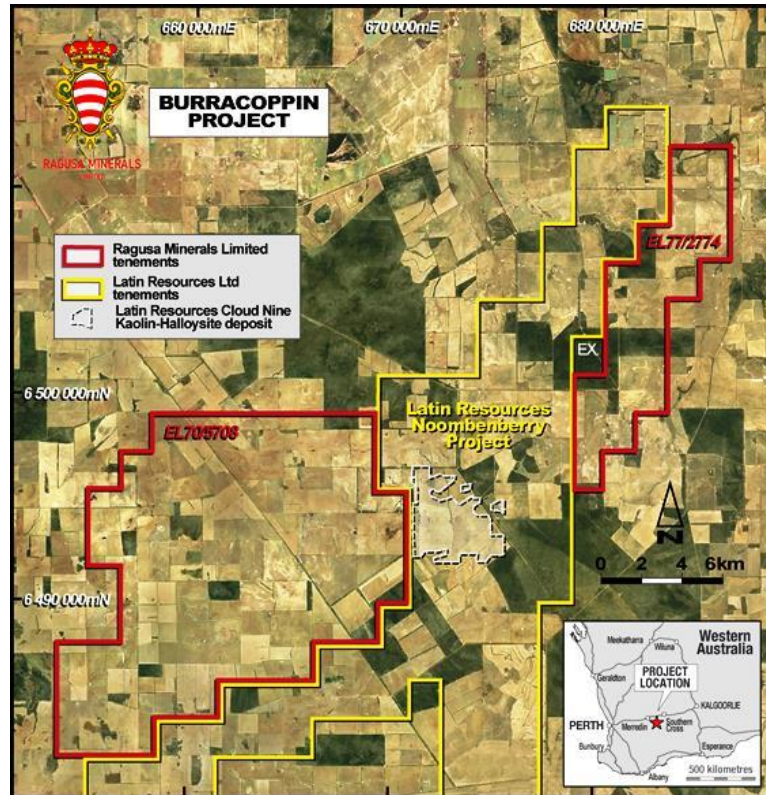 660 000mE
670 000mE
680 000mE
BURRACOPPIN
PROJECT
RAGUSA MINERALS
Ragusa Minerals Limited
tenements
Latin Resources Ltd
tenements
Latin Resources Cloud Nine
Kaolin-Halloysite deposit
EL77/2774
EX.
6 500 000mN
Latin Resources
Noombenberry
Project
EL70/5708
N
0 2 4 6km
6 490 000mN
Western
Australia
Meekatharra
Wiluna
PROJECT
LOCATION
Geraldton
KALGOORLIE
PERTH
Merredin
Southern
Cross
Bunbury
Esperance
Albany
500 kilometres